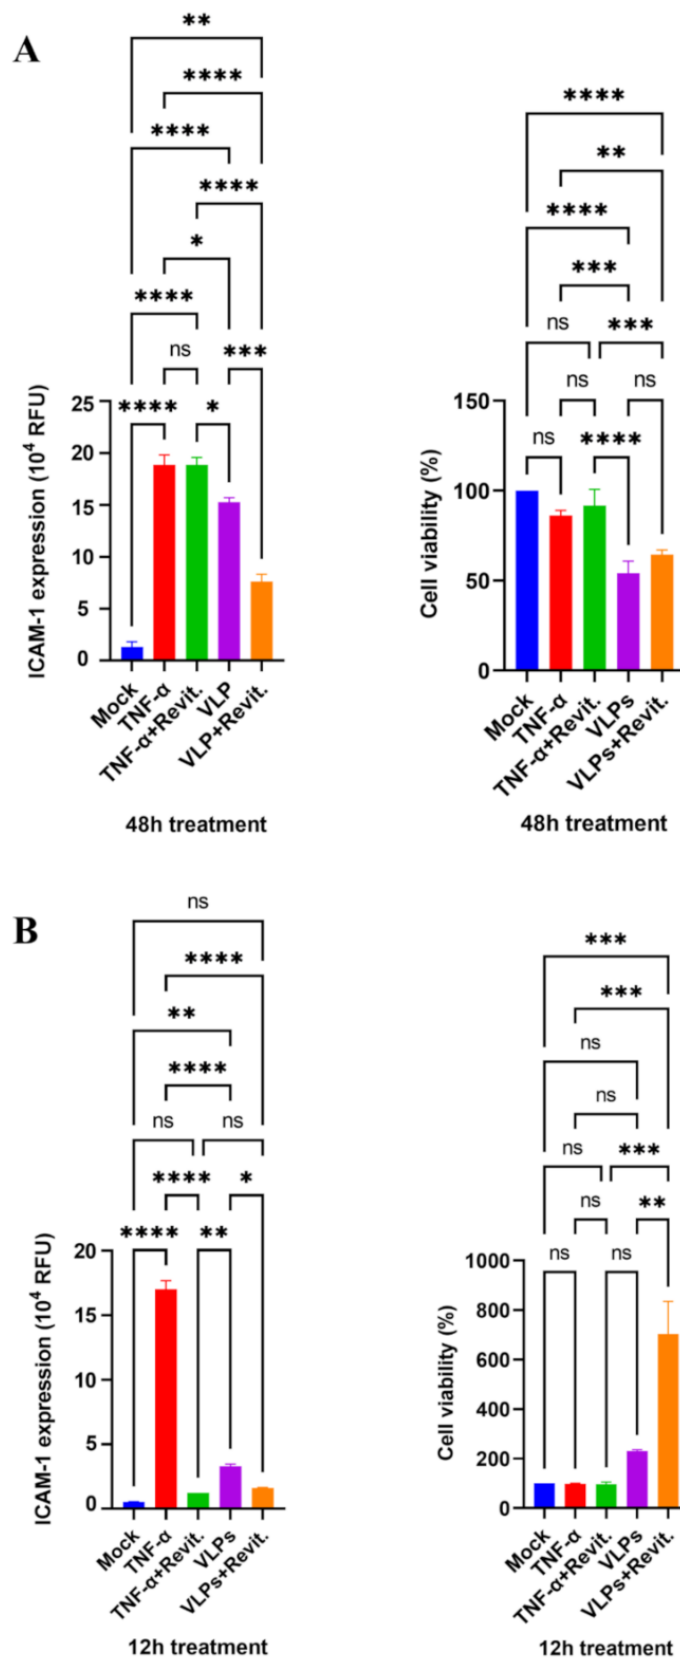 A
**
****
****
****
*
****
ns
***
****
*
ICAM-1 expression (10⁴ RFU)
25
20
15
10
5
0
Mock
TNF-α
TNF-α+Revit.
VLP
VLP+Revit.
48h treatment
****
**
****
***
ns
***
ns
ns
ns
****
Cell viability (%)
150
100
50
0
Mock
TNF-α
TNF-α+Revit.
VLPs
VLPs+Revit.
48h treatment
B
ns
****
**
****
ns
ns
****
*
****
**
ICAM-1 expression (10⁴ RFU)
20
15
10
5
0
Mock
TNF-α
TNF-α+Revit.
VLPs
VLPs+Revit.
12h treatment
***
***
ns
ns
ns
***
ns
**
ns
ns
Cell viability (%)
1000
800
600
400
200
0
Mock
TNF-α
TNF-α+Revit.
VLPs
VLPs+Revit.
12h treatment